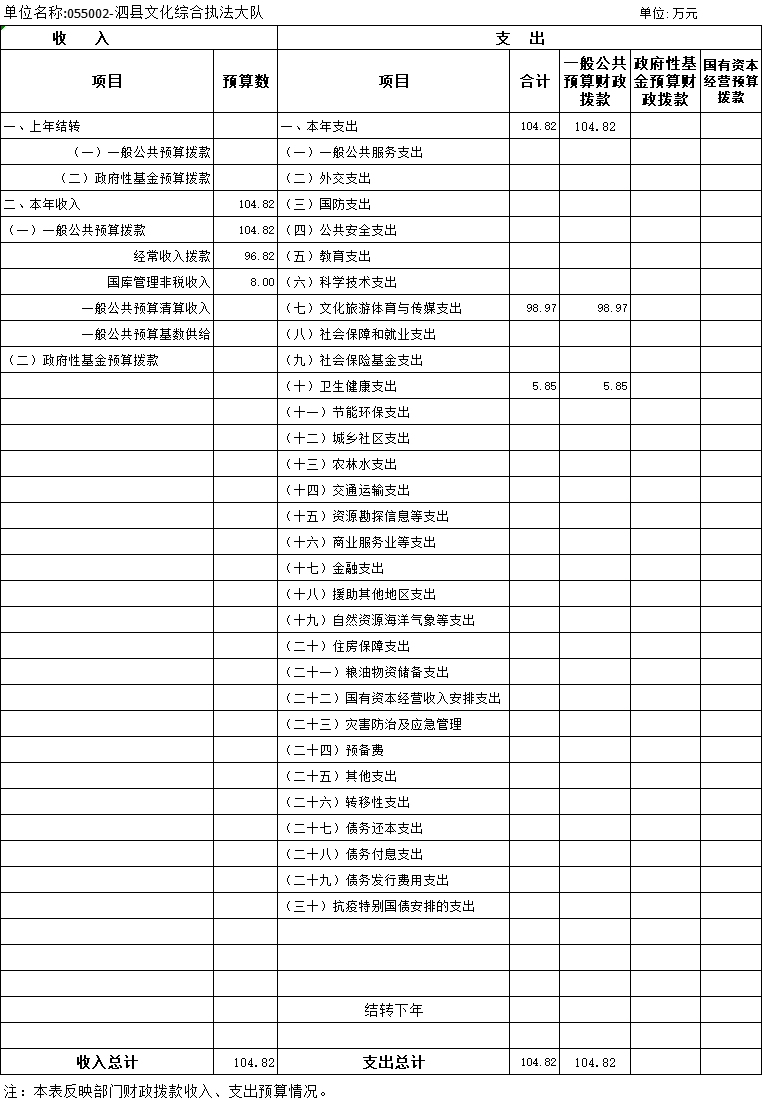 单位名称:055002-泗县文化综合执法大队 单位: 万元
收 入 支 出
项目 预算数 项目 合计 一般公共预算财政拨款 政府性基金预算财政拨款 国有资本经营预算拨款
一、上年结转 一、本年支出 104.82 104.82
（一）一般公共预算拨款 （一）一般公共服务支出
（二）政府性基金预算拨款 （二）外交支出
二、本年收入 104.82 （三）国防支出
（一）一般公共预算拨款 104.82 （四）公共安全支出
经常收入拨款 96.82 （五）教育支出
国库管理非税收入 8.00 （六）科学技术支出
一般公共预算清算收入 （七）文化旅游体育与传媒支出 98.97 98.97
一般公共预算基数供给 （八）社会保障和就业支出
（二）政府性基金预算拨款 （九）社会保险基金支出
（十）卫生健康支出 5.85 5.85
（十一）节能环保支出
（十二）城乡社区支出
（十三）农林水支出
（十四）交通运输支出
（十五）资源勘探信息等支出
（十六）商业服务业等支出
（十七）金融支出
（十八）援助其他地区支出
（十九）自然资源海洋气象等支出
（二十）住房保障支出
（二十一）粮油物资储备支出
（二十二）国有资本经营收入安排支出
（二十三）灾害防治及应急管理
（二十四）预备费
（二十五）其他支出
（二十六）转移性支出
（二十七）债务还本支出
（二十八）债务付息支出
（二十九）债务发行费用支出
（三十）抗疫特别国债安排的支出
结转下年
收入总计 104.82 支出总计 104.82 104.82
注：本表反映部门财政拨款收入、支出预算情况。